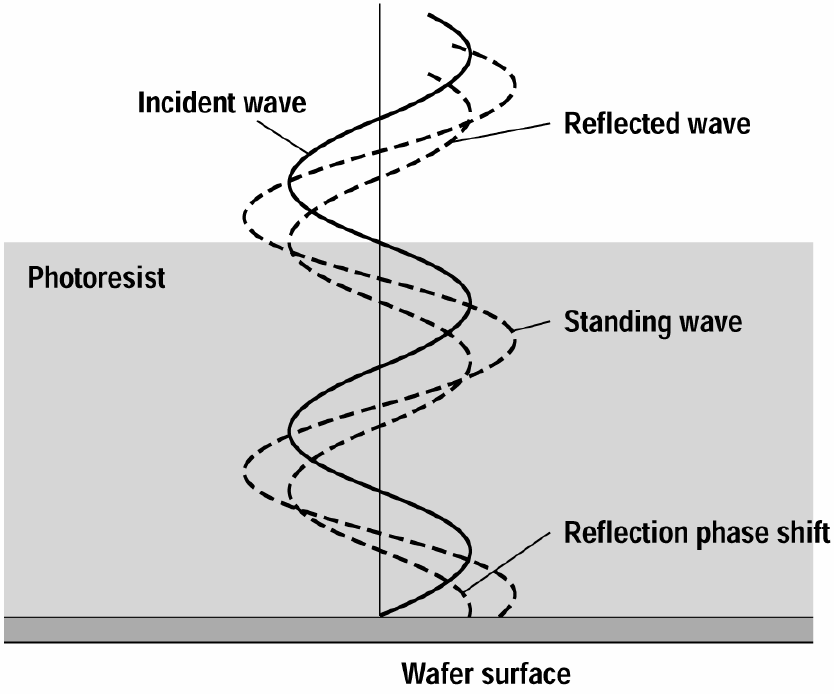 Incident wave
Reflected wave
Photoresist
Standing wave
Reflection phase shift
Wafer surface